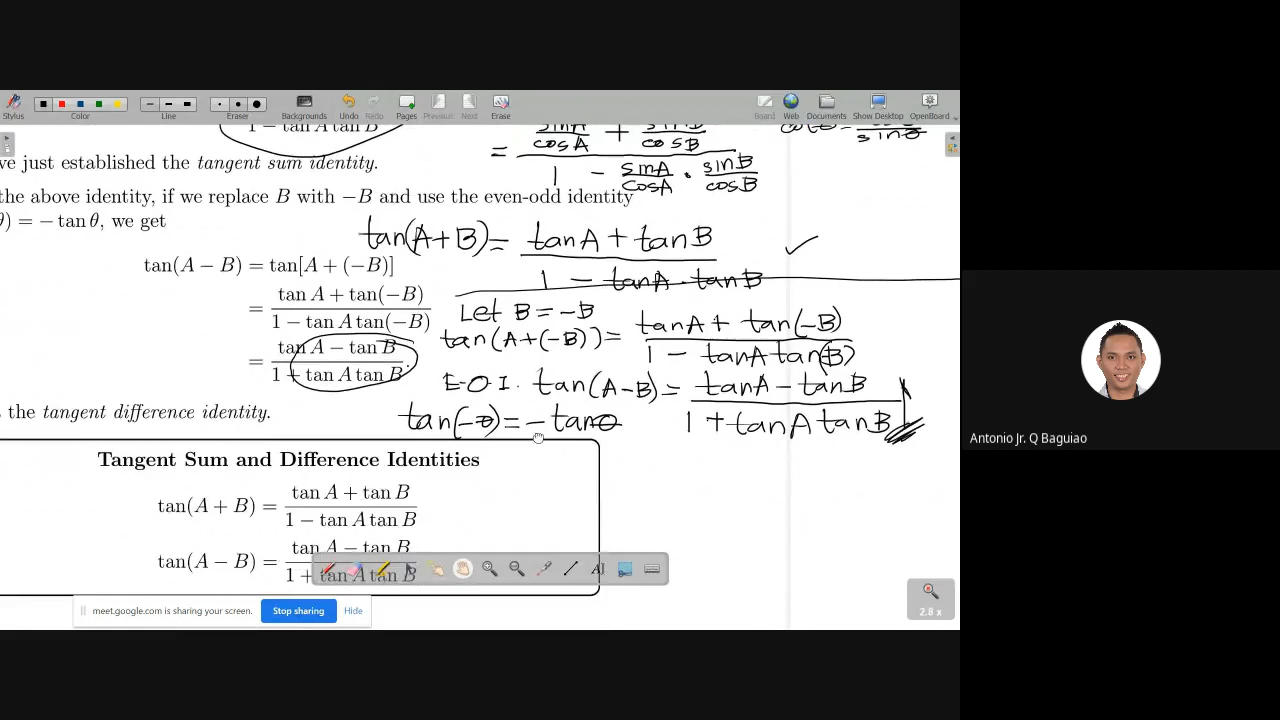 Stylus
Color
Line
Eraser
Backgrounds
Undo
Redo
Pages
Previous
Next
Erase
Board
Web
Documents
Show Desktop
OpenBoard
1 − tan A tan B
sinA/cosA + sinB/cosB
= 1 − sinA/cosA · sinB/cosB
cotθ = cosθ/sinθ
we just established the tangent sum identity.
the above identity, if we replace B with −B and use the even-odd identity
θ) = − tan θ, we get
tan(A − B) = tan[A + (−B)]
= tan A + tan(−B)
1 − tan A tan(−B)
= tan A − tan B
1 + tan A tan B.
, the tangent difference identity.
tan(A+B) = tanA + tanB
1 − tanA · tanB
Let B = −B
tan(A+(−B)) = tanA + tan(−B)
1 − tanA tan(-B)
E.O.I. tan(A−B) = tanA − tanB
1 + tanA tanB
tan(−θ) = −tanθ
Tangent Sum and Difference Identities
tan(A + B) = tan A + tan B
1 − tan A tan B
tan(A − B) = tan A − tan B
1 + tan A tan B
meet.google.com is sharing your screen.
Stop sharing
Hide
2.8 x
Antonio Jr. Q Baguiao